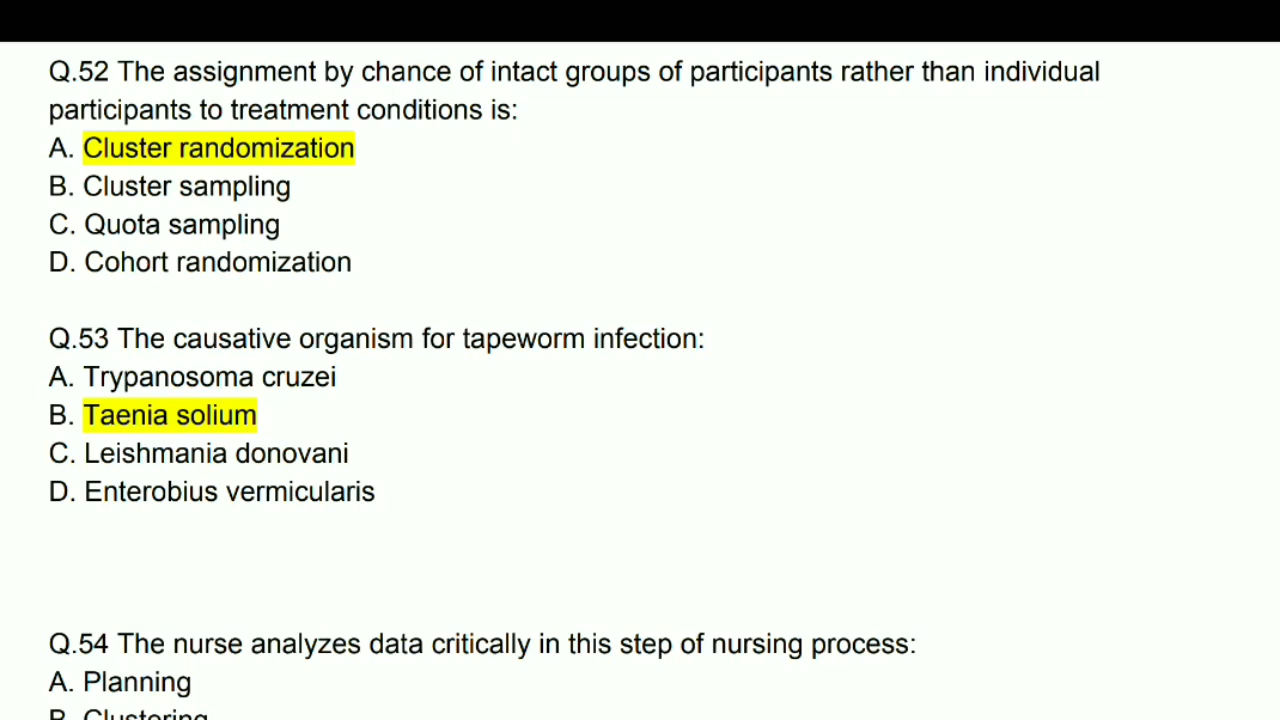 Q.52 The assignment by chance of intact groups of participants rather than individual
participants to treatment conditions is:
A. Cluster randomization
B. Cluster sampling
C. Quota sampling
D. Cohort randomization
Q.53 The causative organism for tapeworm infection:
A. Trypanosoma cruzei
B. Taenia solium
C. Leishmania donovani
D. Enterobius vermicularis
Q.54 The nurse analyzes data critically in this step of nursing process:
A. Planning
B. Clustering